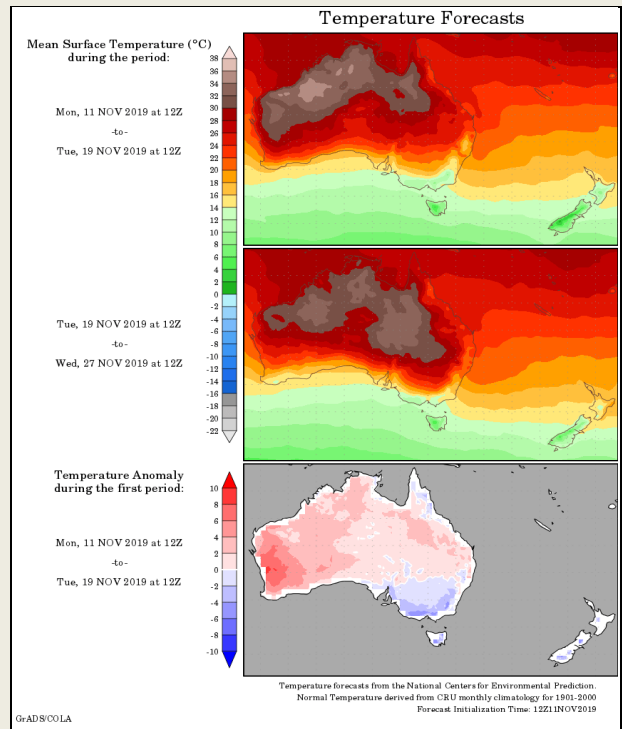 Temperature Forecasts
Mean Surface Temperature (°C)
during the period:
Mon, 11 NOV 2019 at 12Z
-to-
Tue, 19 NOV 2019 at 12Z
38
36
34
32
30
28
26
24
22
20
18
16
14
12
10
8
6
4
2
0
-2
-4
-6
-8
-10
-12
-14
-16
-18
-20
-22
Tue, 19 NOV 2019 at 12Z
-to-
Wed, 27 NOV 2019 at 12Z
Temperature Anomaly
during the first period:
Mon, 11 NOV 2019 at 12Z
-to-
Tue, 19 NOV 2019 at 12Z
10
8
6
4
2
0
-2
-4
-6
-8
-10
Temperature forecasts from the National Centers for Environmental Prediction.
Normal Temperature derived from CRU monthly climatology for 1901-2000
Forecast Initialization Time: 12Z11NOV2019
GrADS/COLA